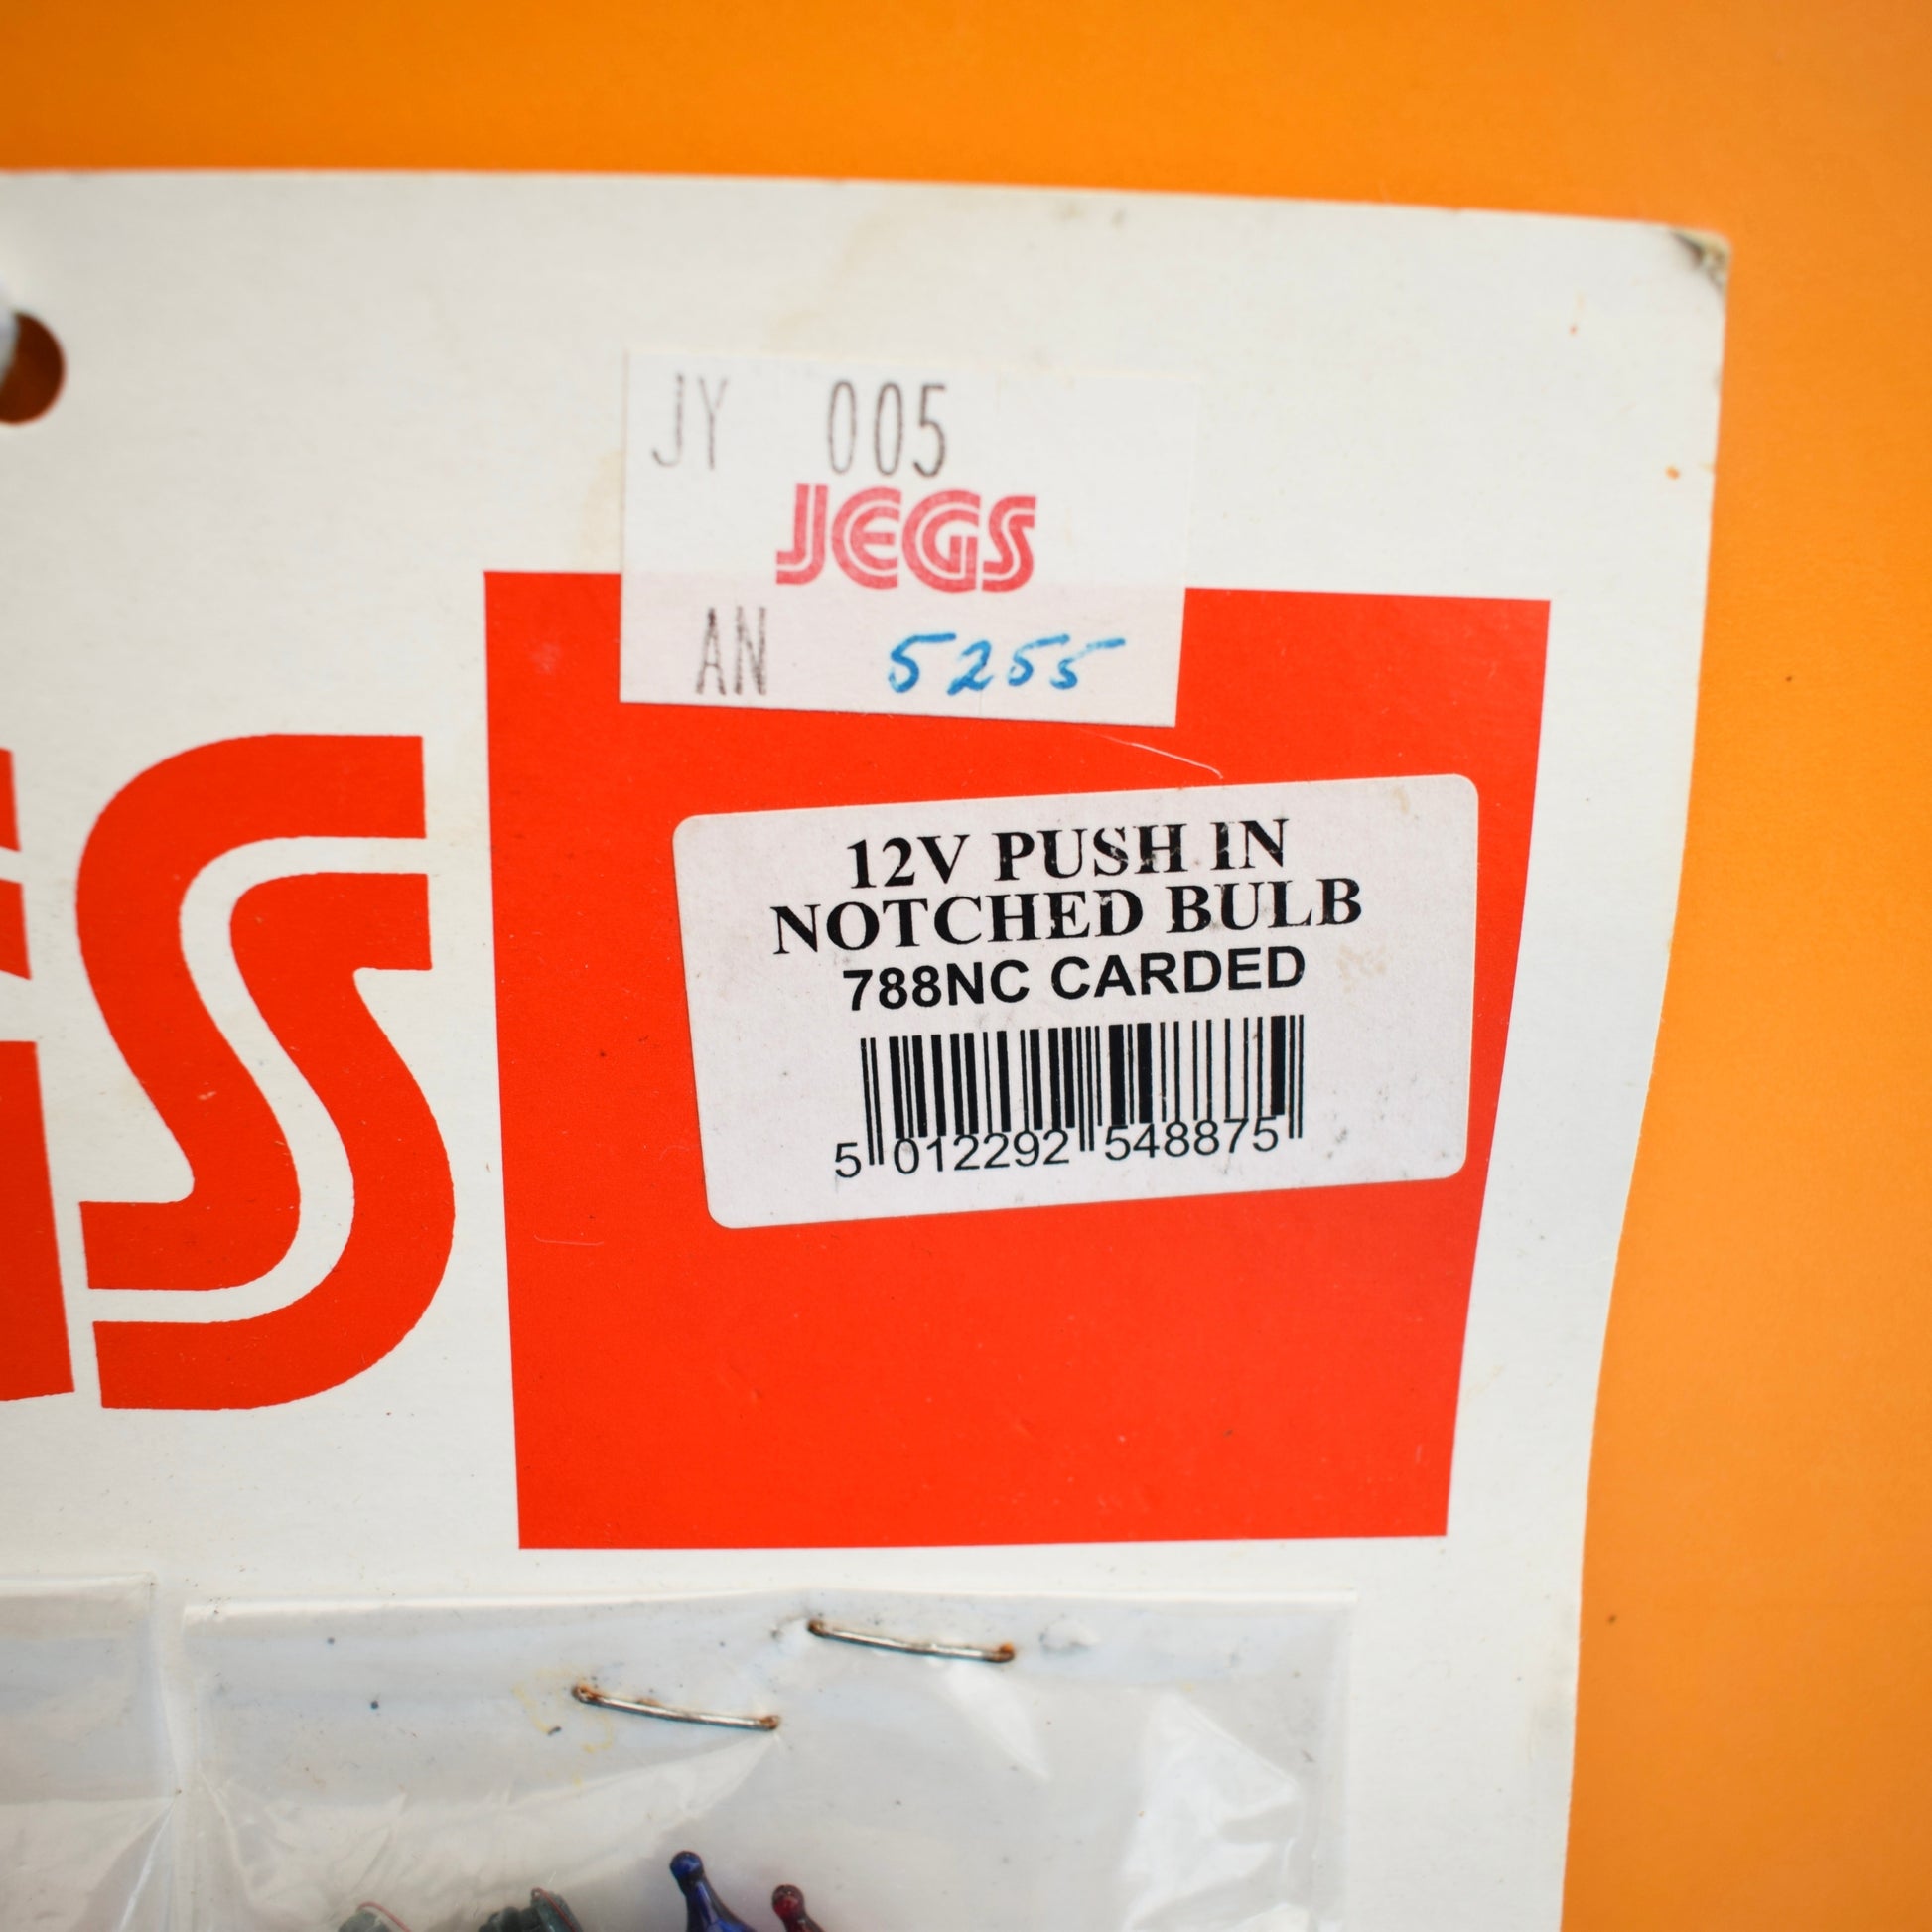 JY 005
JEGS
AN 5255
GS
12V PUSH IN
NOTCHED BULB
788NC CARDED
5 012292 548875